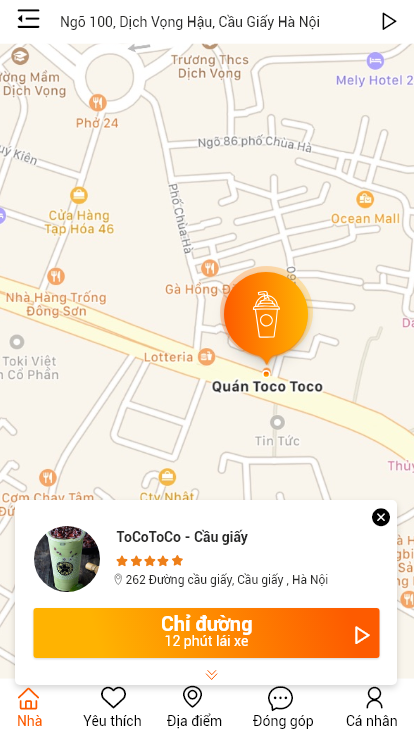 Ngõ 100, Dịch Vọng Hậu, Cầu Giấy Hà Nội
ường Mầm
Dịch Vọng
Trương Thcs
Dịch Vọng
Mely Hotel 2
Phở 24
uý Kiên
Ngõ 86 phố Chùa Hà
Cửa Hàng
Tạp Hóa 46
Phố Chùa Hà
Ocean Mall
Gà Hồng Đ
Nhà Hàng Trống
Đồng Sơn
Toki Việt
n Cổ Phần
Lotteria
Quán Toco Toco
Tin Tức
Cơm Chay Tâm
Cty Nhật
ToCoToCo - Cầu giấy
262 Đường cầu giấy, Cầu giấy , Hà Nội
Chỉ đường
12 phút lái xe
Nhà
Yêu thích
Địa điểm
Đóng góp
Cá nhân